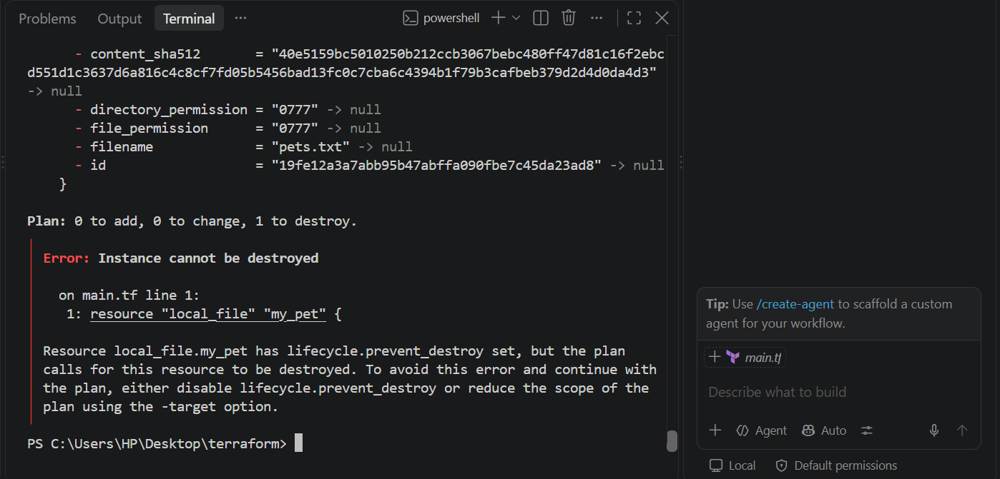 Problems Output Terminal ... powershell
- content_sha512 = "40e5159bc5010250b212ccb3067bebc480ff47d81c16f2ebc
d551d1c3637d6a816c4c8cf7fd05b5456bad13fc0c7cba6c4394b1f79b3cafbeb379d2d4d0da4d3"
-> null
- directory_permission = "0777" -> null
- file_permission = "0777" -> null
- filename = "pets.txt" -> null
- id = "19fe12a3a7abb95b47abffa090fbe7c45da23ad8" -> null
}
Plan: 0 to add, 0 to change, 1 to destroy.
Error: Instance cannot be destroyed
on main.tf line 1:
1: resource "local_file" "my_pet" {
Resource local_file.my_pet has lifecycle.prevent_destroy set, but the plan
calls for this resource to be destroyed. To avoid this error and continue with
the plan, either disable lifecycle.prevent_destroy or reduce the scope of the
plan using the -target option.
PS C:\Users\HP\Desktop\terraform>
Tip: Use /create-agent to scaffold a custom
agent for your workflow.
main.tf
Describe what to build
Agent Auto
Local Default permissions